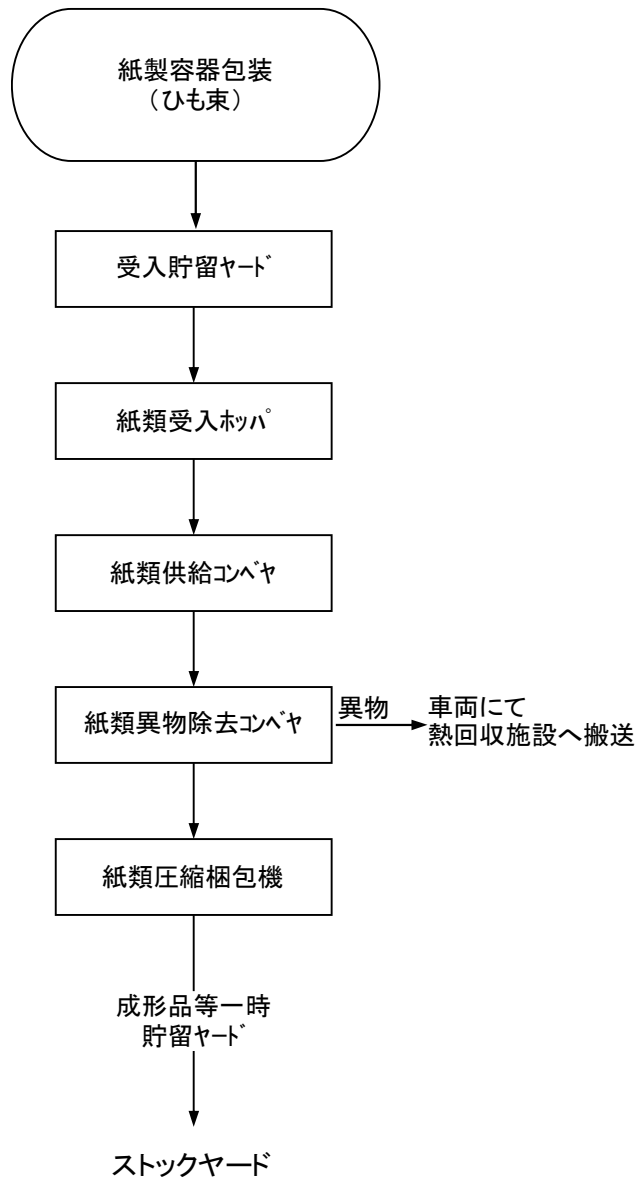 紙製容器包装
（ひも束）
受入貯留ﾔｰﾄﾞ
紙類受入ﾎｯﾊﾟ
紙類供給ｺﾝﾍﾞﾔ
紙類異物除去ｺﾝﾍﾞﾔ
異物
車両にて
熱回収施設へ搬送
紙類圧縮梱包機
成形品等一時
貯留ﾔｰﾄﾞ
ストックヤード